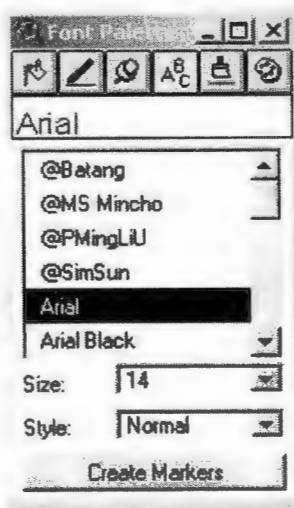 Font Palette
A B C
Arial
@Batang
@MS Mincho
@PMingLiU
@SimSun
Arial
Arial Black
Size: 14
Style: Normal
Create Markers